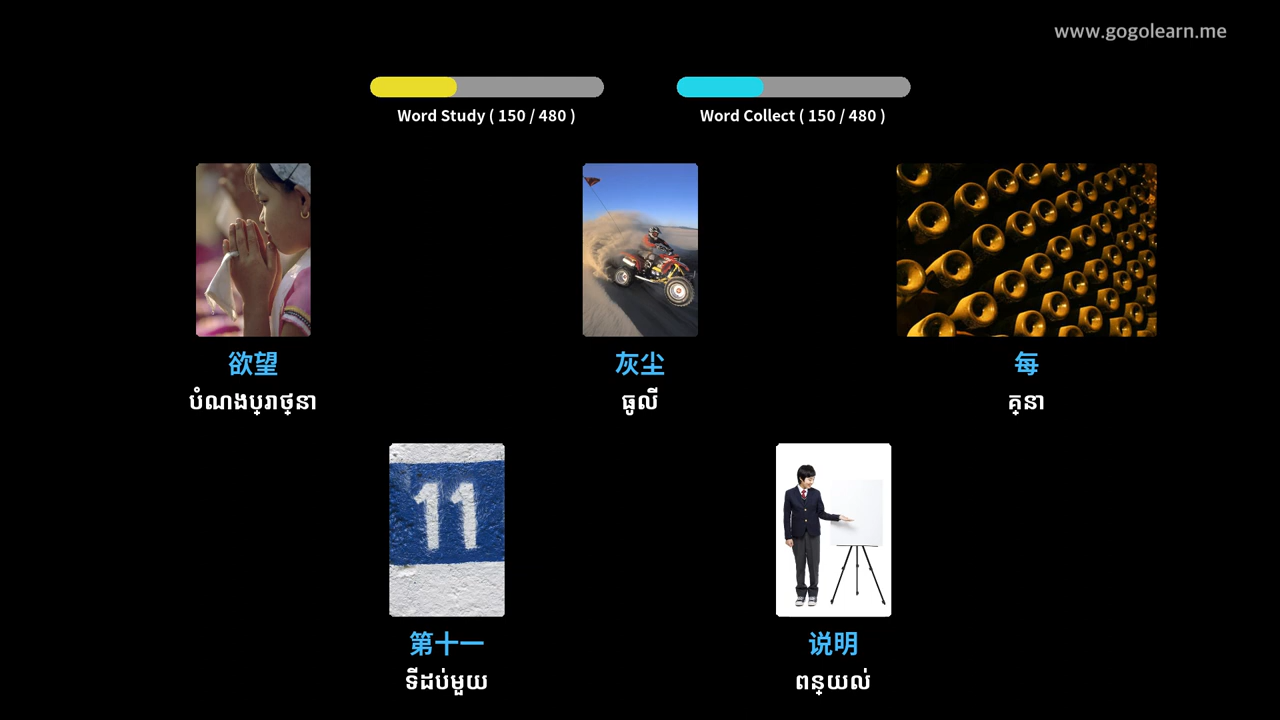 www.gogolearn.me
Word Study ( 150 / 480 )
Word Collect ( 150 / 480 )
欲望
灰尘
每
បំណងប្រាថ្នា
ធូលី
គ្នា
11
第十一
说明
ទីដប់មួយ
ពន្យល់